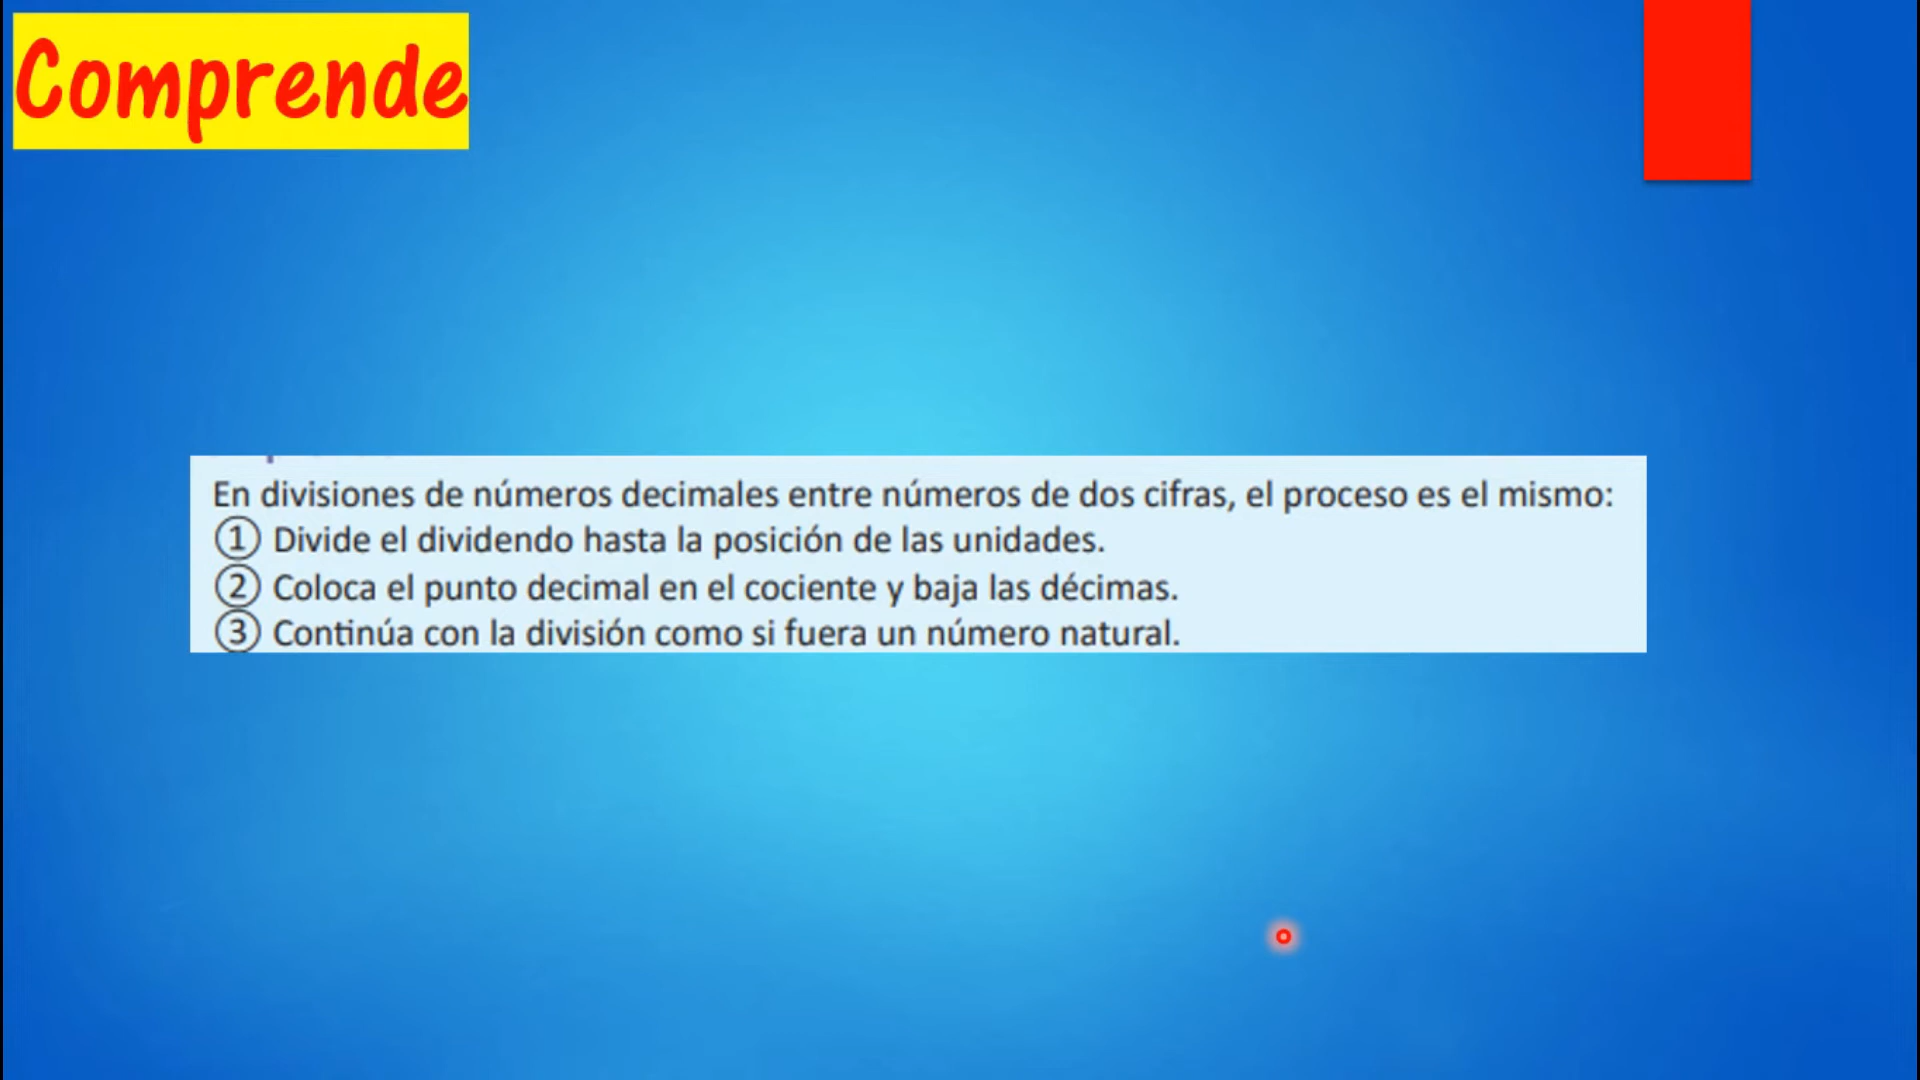 Comprende
En divisiones de números decimales entre números de dos cifras, el proceso es el mismo:
① Divide el dividendo hasta la posición de las unidades.
② Coloca el punto decimal en el cociente y baja las décimas.
③ Continúa con la división como si fuera un número natural.